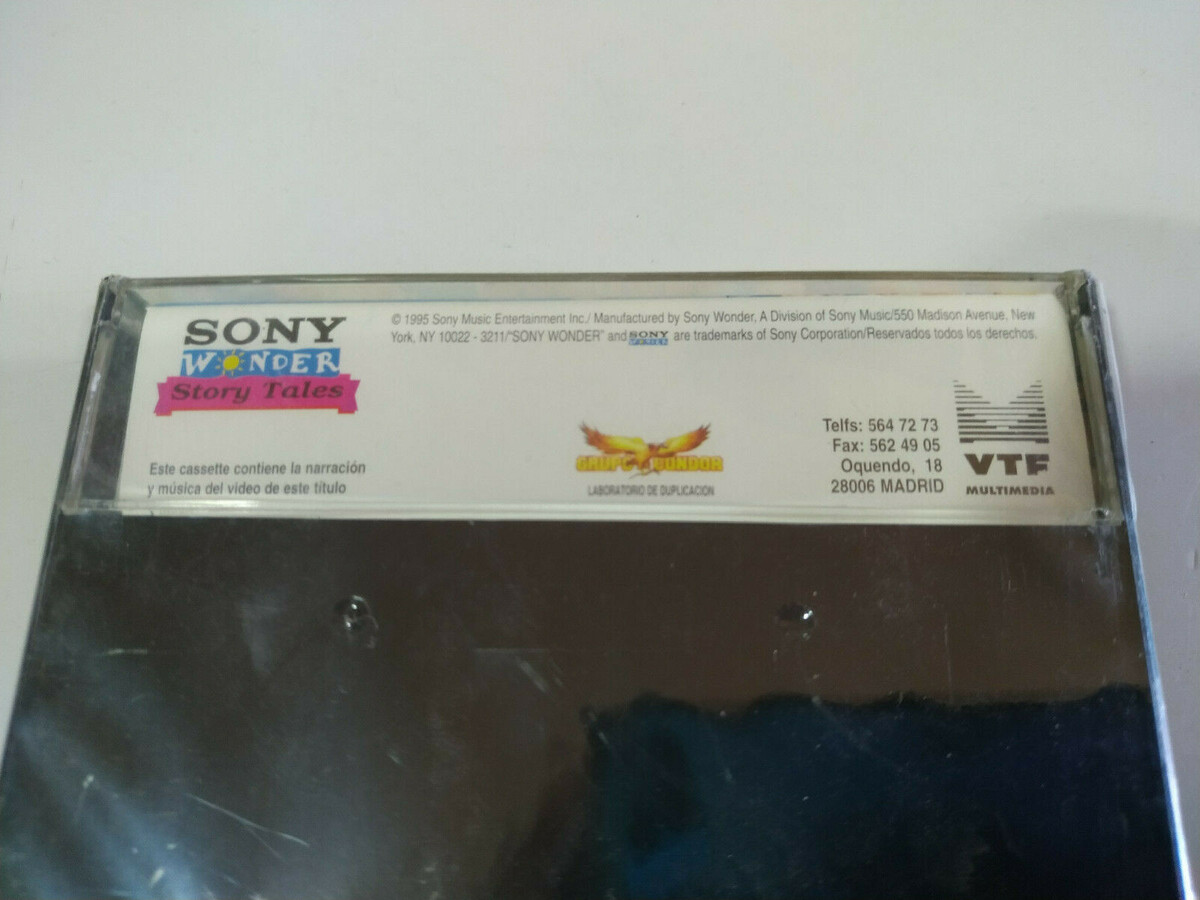 SONY
WONDER
Story Tales
Este cassette contiene la narración
y música del video de este título
© 1995 Sony Music Entertainment Inc./ Manufactured by Sony Wonder, A Division of Sony Music/550 Madison Avenue, New
York, NY 10022 - 3211/"SONY WONDER" and SONY WONDER are trademarks of Sony Corporation/Reservados todos los derechos.
GRUPO CONDOR
LABORATORIO DE DUPLICACION
Telfs: 564 72 73
Fax: 562 49 05
Oquendo, 18
28006 MADRID
VTF
MULTIMEDIA